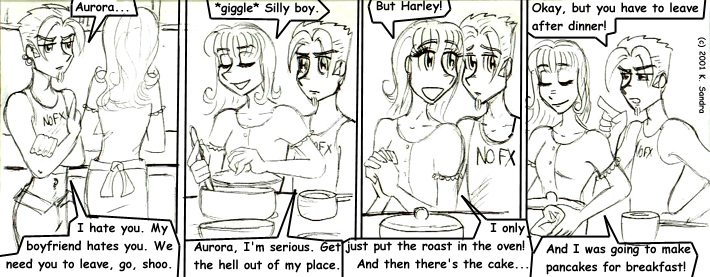 Aurora...
NOFX
I hate you. My
boyfriend hates you. We
need you to leave, go, shoo.
*giggle* Silly boy.
NOFX
Aurora, I'm serious. Get
the hell out of my place.
But Harley!
NOFX
I only
just put the roast in the oven!
And then there's the cake...
Okay, but you have to leave
after dinner!
(c) 2001 K. Sandra
NOFX
And I was going to make
pancakes for breakfast!